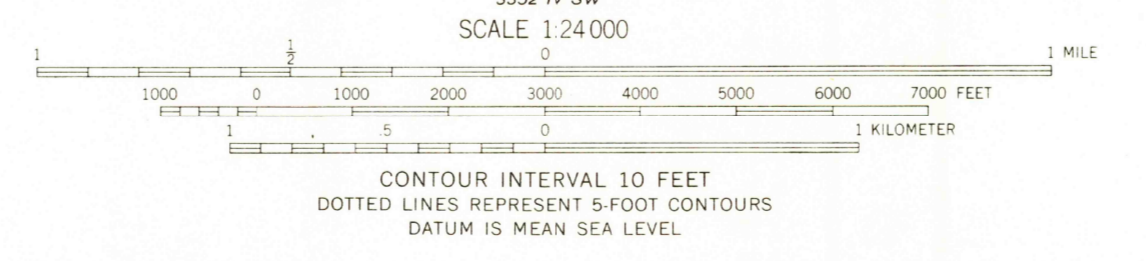 SCALE 1:24000
1 ½ 0 1 MILE
1000 0 1000 2000 3000 4000 5000 6000 7000 FEET
1 .5 0 1 KILOMETER
CONTOUR INTERVAL 10 FEET
DOTTED LINES REPRESENT 5-FOOT CONTOURS
DATUM IS MEAN SEA LEVEL